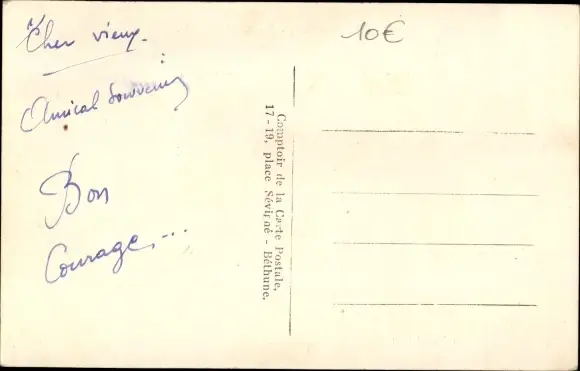 Cher vieux.
10€
Amical Souvenir
Bon
Courage,...
Comptoir de la Carte Postale,
17-19, place Sévigné - Béthune.